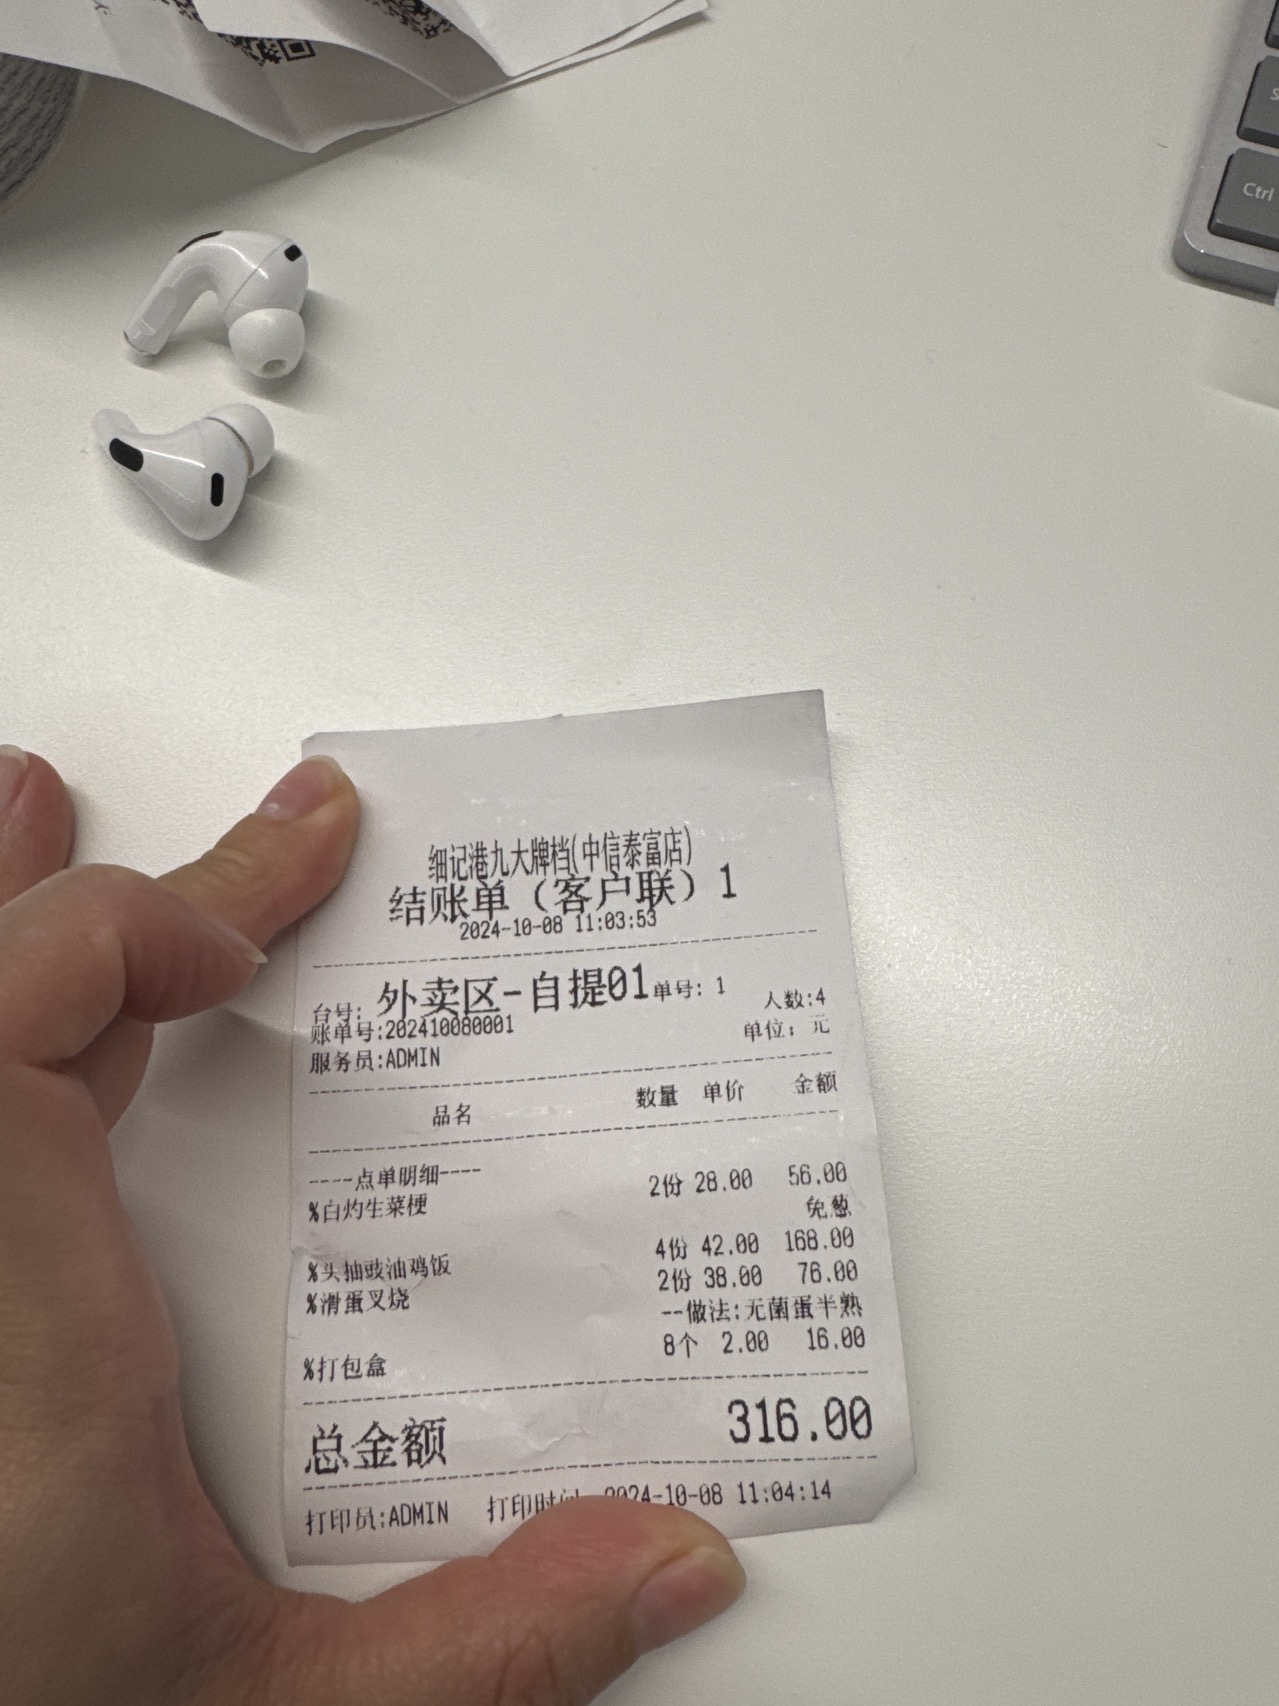 Ctrl
细记港九大牌档(中信泰富店)
结账单（客户联）1
2024-10-08 11:03:53
台号: 外卖区-自提01 单号: 1 人数:4
账单号:202410080001 单位: 元
服务员:ADMIN
品名 数量 单价 金额
----点单明细----
%白灼生菜梗 2份 28.00 56.00
免葱
%头抽豉油鸡饭 4份 42.00 168.00
%滑蛋叉烧 2份 38.00 76.00
--做法:无菌蛋半熟
%打包盒 8个 2.00 16.00
总金额 316.00
打印员:ADMIN 打印时间 2024-10-08 11:04:14